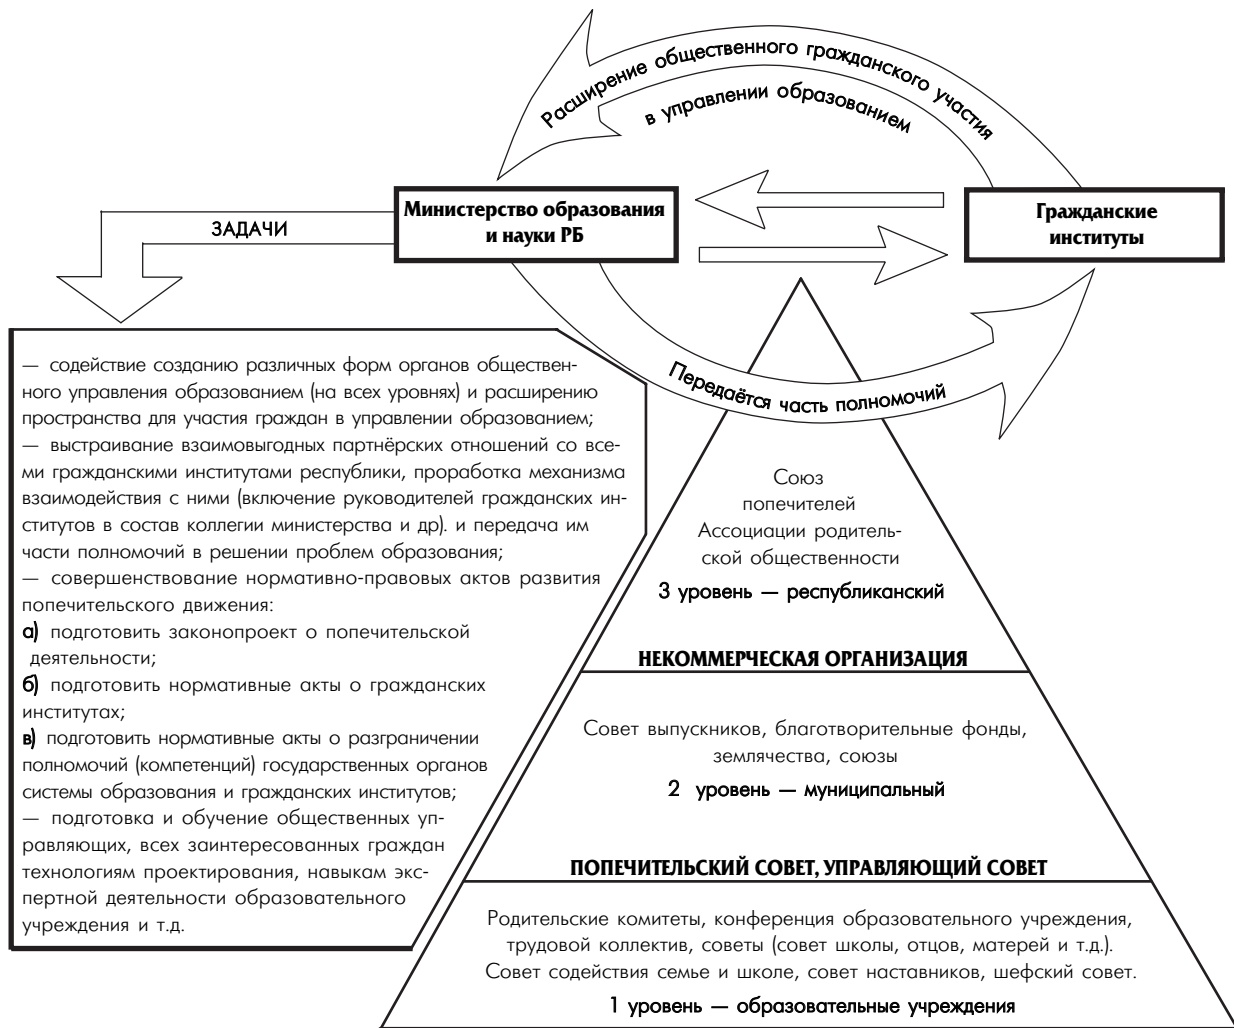 Расширение общественного гражданского участия
в управлении образованием
Министерство образования
и науки РБ
Гражданские
институты
ЗАДАЧИ
Передаётся часть полномочий
— содействие созданию различных форм органов обществен-
ного управления образованием (на всех уровнях) и расширению
пространства для участия граждан в управлении образованием;
— выстраивание взаимовыгодных партнёрских отношений со все-
ми гражданскими институтами республики, проработка механизма
взаимодействия с ними (включение руководителей гражданских ин-
ститутов в состав коллегии министерства и др). и передача им
части полномочий в решении проблем образования;
— совершенствование нормативно-правовых актов развития
попечительского движения:
а) подготовить законопроект о попечительской
деятельности;
б) подготовить нормативные акты о гражданских
институтах;
в) подготовить нормативные акты о разграничении
полномочий (компетенций) государственных органов
системы образования и гражданских институтов;
— подготовка и обучение общественных уп-
равляющих, всех заинтересованных граждан
технологиям проектирования, навыкам экс-
пертной деятельности образовательного
учреждения и т.д.
Союз
попечителей
Ассоциации родитель-
ской общественности
3 уровень — республиканский
НЕКОММЕРЧЕСКАЯ ОРГАНИЗАЦИЯ
Совет выпускников, благотворительные фонды,
землячества, союзы
2 уровень — муниципальный
ПОПЕЧИТЕЛЬСКИЙ СОВЕТ, УПРАВЛЯЮЩИЙ СОВЕТ
Родительские комитеты, конференция образовательного учреждения,
трудовой коллектив, советы (совет школы, отцов, матерей и т.д.).
Совет содействия семье и школе, совет наставников, шефский совет.
1 уровень — образовательные учреждения